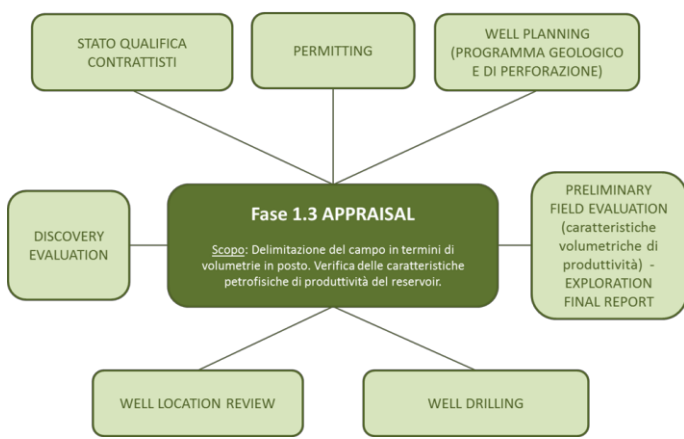 STATO QUALIFICA
CONTRATTISTI
PERMITTING
WELL PLANNING
(PROGRAMMA GEOLOGICO
E DI PERFORAZIONE)
DISCOVERY
EVALUATION
Fase 1.3 APPRAISAL
Scopo: Delimitazione del campo in termini di
volumetrie in posto. Verifica delle caratteristiche
petrofisiche di produttività del reservoir.
PRELIMINARY
FIELD EVALUATION
(caratteristiche
volumetriche di
produttività) -
EXPLORATION
FINAL REPORT
WELL LOCATION REVIEW
WELL DRILLING